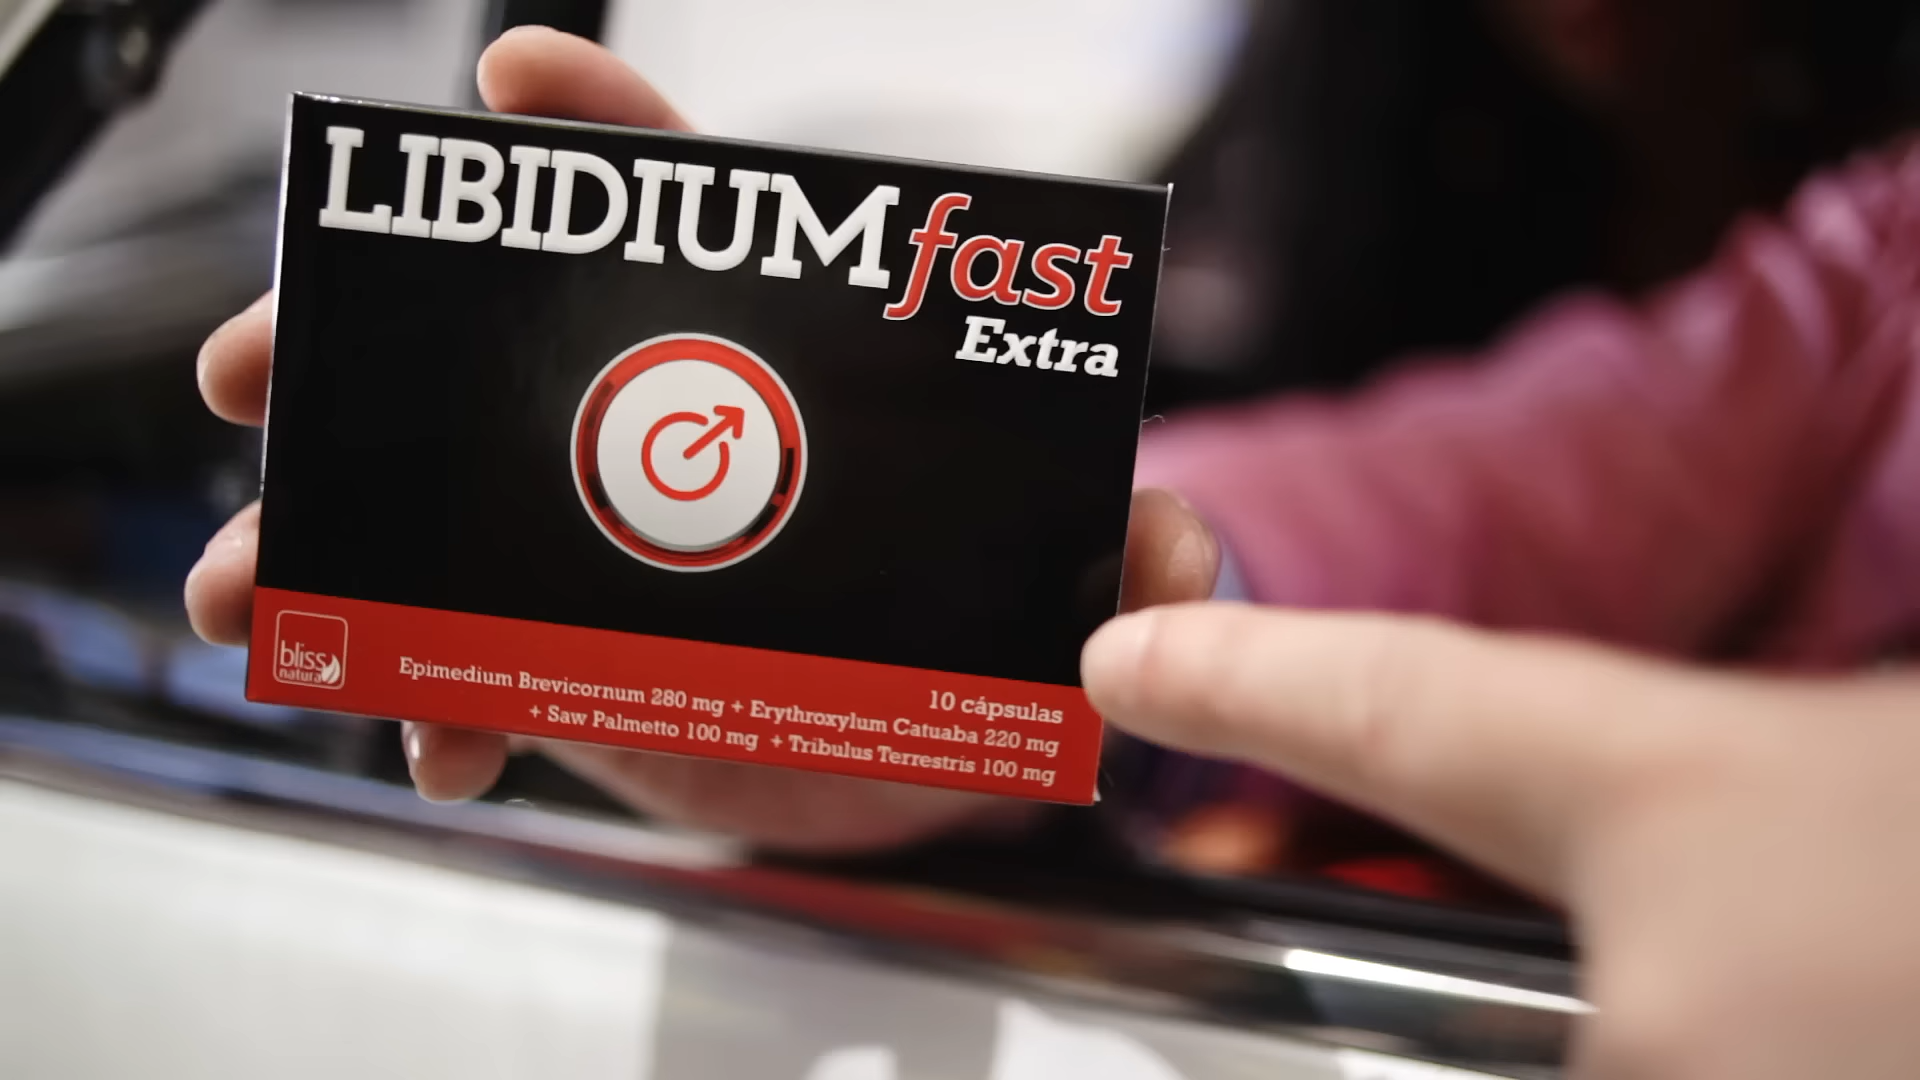 LIBIDIUM fast
Extra
bliss
natura
10 cápsulas
Epimedium Brevicornum 280 mg + Erythroxylum Catuaba 220 mg
+ Saw Palmetto 100 mg + Tribulus Terrestris 100 mg